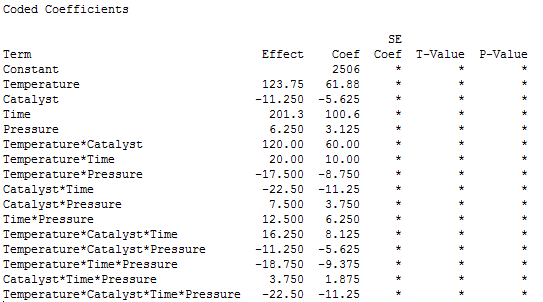 Coded Coefficients
SE
Term Effect Coef Coef T-Value P-Value
Constant 2506 * * *
Temperature 123.75 61.88 * * *
Catalyst -11.250 -5.625 * * *
Time 201.3 100.6 * * *
Pressure 6.250 3.125 * * *
Temperature*Catalyst 120.00 60.00 * * *
Temperature*Time 20.00 10.00 * * *
Temperature*Pressure -17.500 -8.750 * * *
Catalyst*Time -22.50 -11.25 * * *
Catalyst*Pressure 7.500 3.750 * * *
Time*Pressure 12.500 6.250 * * *
Temperature*Catalyst*Time 16.250 8.125 * * *
Temperature*Catalyst*Pressure -11.250 -5.625 * * *
Temperature*Time*Pressure -18.750 -9.375 * * *
Catalyst*Time*Pressure 3.750 1.875 * * *
Temperature*Catalyst*Time*Pressure -22.50 -11.25 * * *